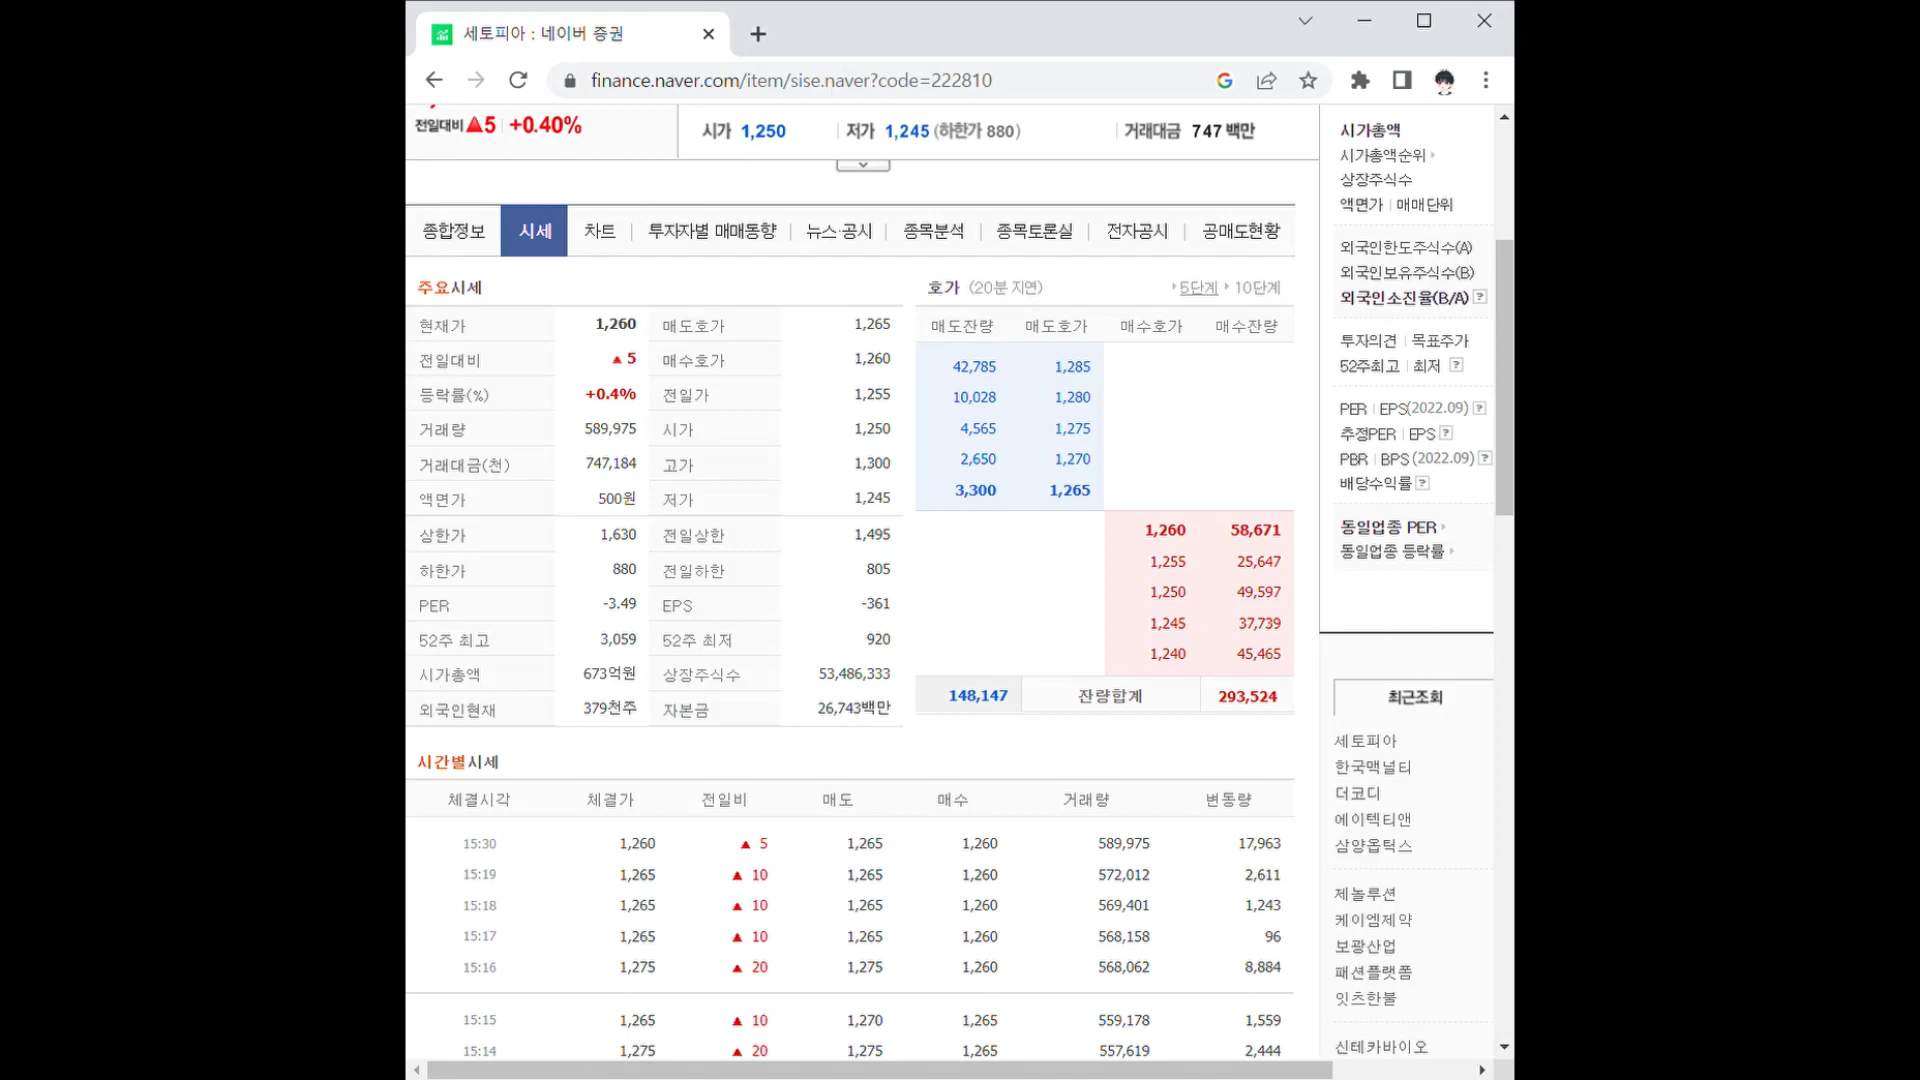 세토피아 : 네이버 증권
finance.naver.com/item/sise.naver?code=222810
전일대비 ▲5 +0.40% 시가 1,250 저가 1,245 (하한가 880) 거래대금 747 백만
종합정보 시세 차트 투자자별 매매동향 뉴스·공시 종목분석 종목토론실 전자공시 공매도현황
주요시세
현재가 1,260 매도호가 1,265
전일대비 ▲ 5 매수호가 1,260
등락률(%) +0.4% 전일가 1,255
거래량 589,975 시가 1,250
거래대금(천) 747,184 고가 1,300
액면가 500원 저가 1,245
상한가 1,630 전일상한 1,495
하한가 880 전일하한 805
PER -3.49 EPS -361
52주 최고 3,059 52주 최저 920
시가총액 673억원 상장주식수 53,486,333
외국인현재 379천주 자본금 26,743백만
호가 (20분 지연) 5단계 10단계
매도잔량 매도호가 매수호가 매수잔량
42,785 1,285
10,028 1,280
4,565 1,275
2,650 1,270
3,300 1,265
1,260 58,671
1,255 25,647
1,250 49,597
1,245 37,739
1,240 45,465
148,147 잔량합계 293,524
시간별시세
체결시각 체결가 전일비 매도 매수 거래량 변동량
15:30 1,260 ▲ 5 1,265 1,260 589,975 17,963
15:19 1,265 ▲ 10 1,265 1,260 572,012 2,611
15:18 1,265 ▲ 10 1,265 1,260 569,401 1,243
15:17 1,265 ▲ 10 1,265 1,260 568,158 96
15:16 1,275 ▲ 20 1,275 1,260 568,062 8,884
15:15 1,265 ▲ 10 1,270 1,265 559,178 1,559
15:14 1,275 ▲ 20 1,275 1,265 557,619 2,444
시가총액
시가총액순위
상장주식수
액면가 매매단위
외국인한도주식수(A)
외국인보유주식수(B)
외국인소진율(B/A) ?
투자의견 목표주가
52주최고 최저 ?
PER EPS(2022.09) ?
추정PER EPS ?
PBR BPS (2022.09) ?
배당수익률 ?
동일업종 PER
동일업종 등락률
최근조회
세토피아
한국맥널티
더코디
에이텍티앤
삼양옵틱스
제놀루션
케이엠제약
보광산업
패션플랫폼
잇츠한불
신테카바이오